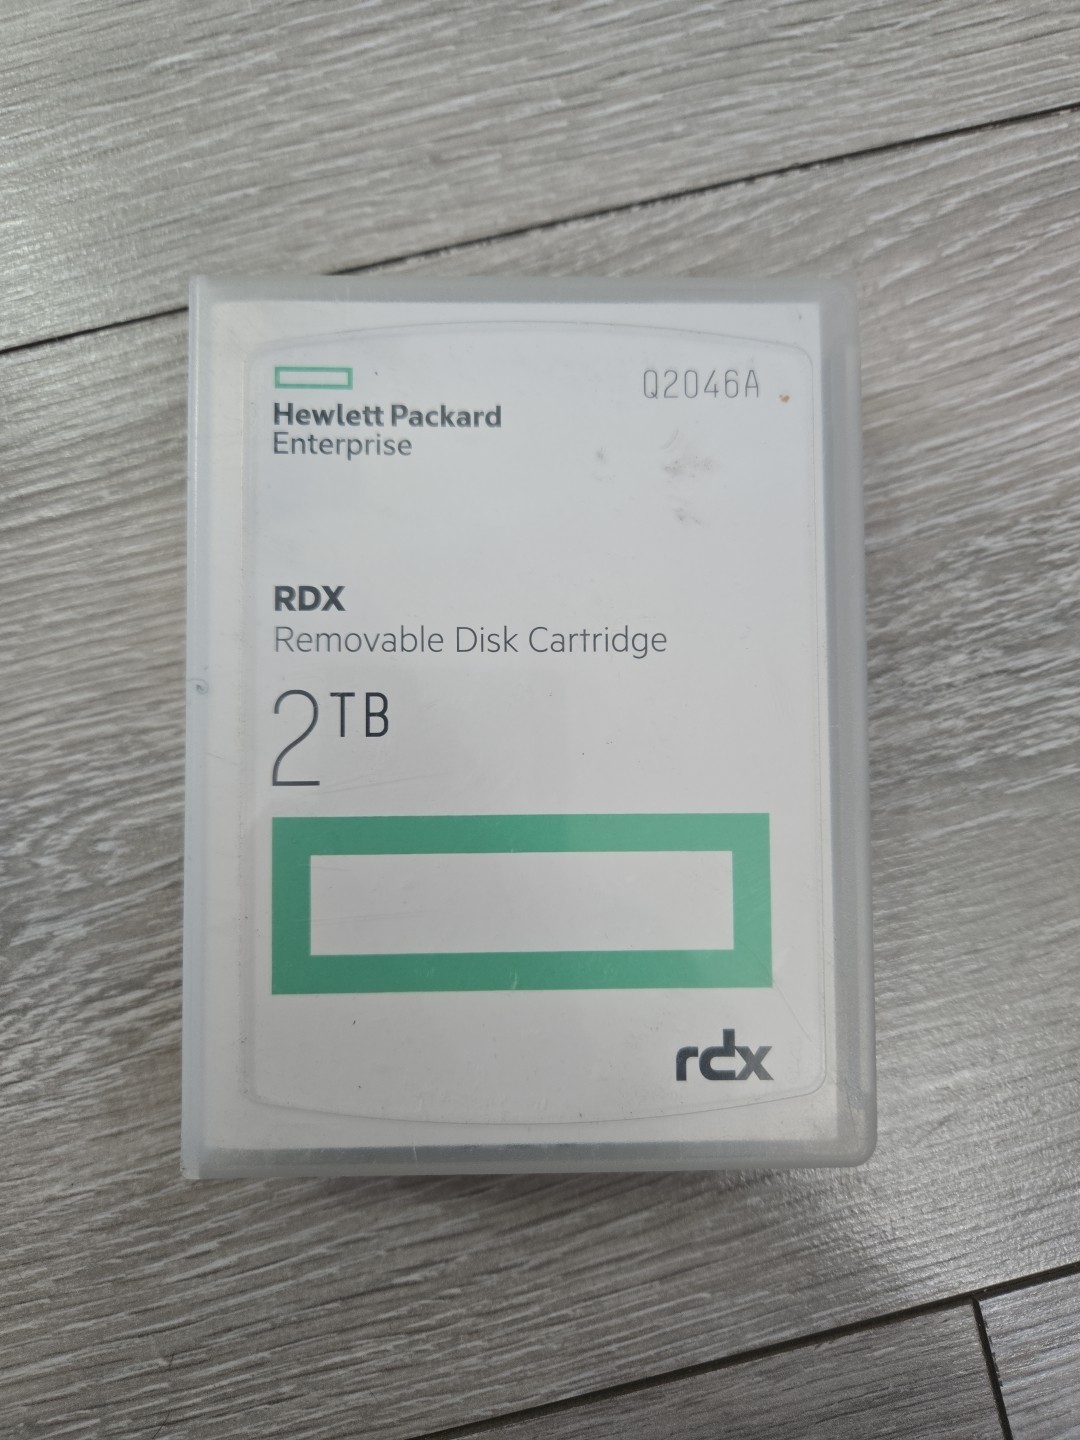 Hewlett Packard
Enterprise
Q2046A
RDX
Removable Disk Cartridge
2TB
rdx